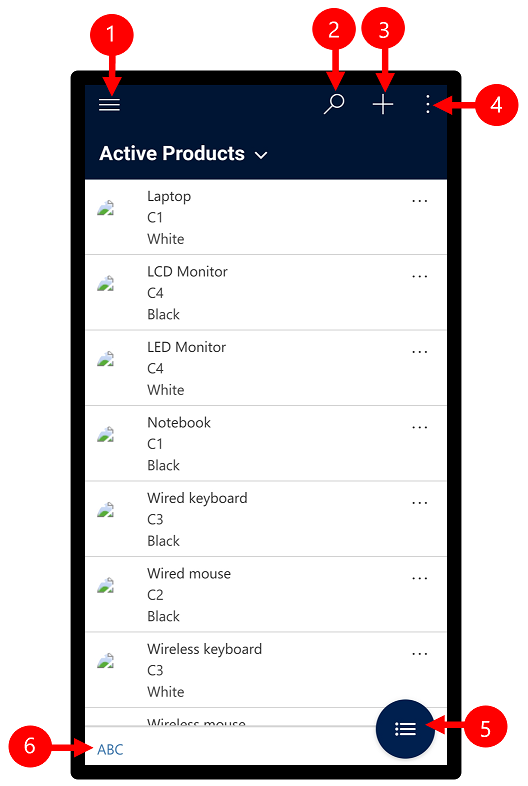 1
2
3
4
Active Products
Laptop
C1
White
LCD Monitor
C4
Black
LED Monitor
C4
White
Notebook
C1
Black
Wired keyboard
C3
Black
Wired mouse
C2
Black
Wireless keyboard
C3
White
Wireless mouse
5
6
ABC